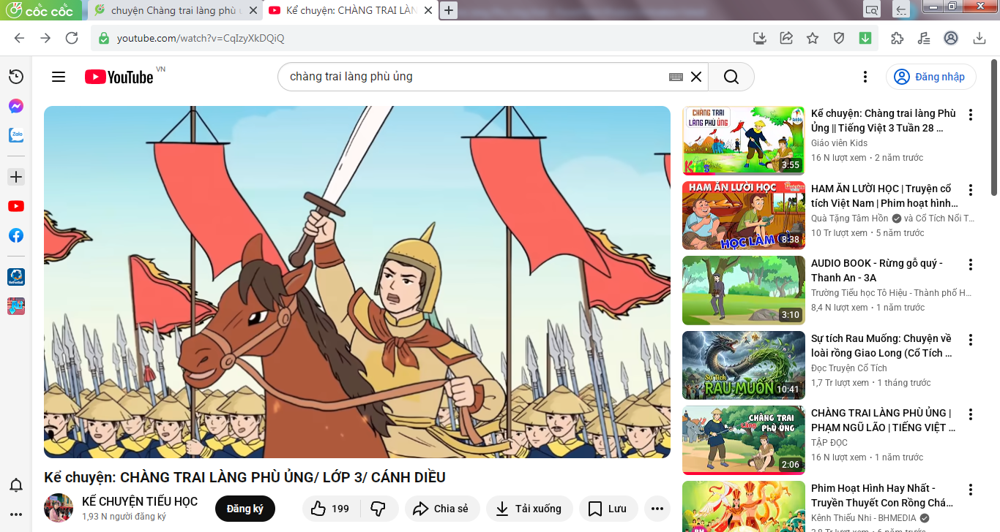 cốc cốc
chuyện Chàng trai làng phù ủ
Kể chuyện: CHÀNG TRAI LÀN
youtube.com/watch?v=CqIzyXkDQiQ
YouTube VN
chàng trai làng phù ủng
Đăng nhập
Zalo
CHÀNG TRAI
LÀNG PHÙ ỦNG
Kids
3:55
Kể chuyện: Chàng trai làng Phù
Ủng || Tiếng Việt 3 Tuần 28 ...
Giáo viên Kids
16 N lượt xem • 2 năm trước
HAM ĂN LƯỜI HỌC
HỌC LÀM
8:38
HAM ĂN LƯỜI HỌC | Truyện cổ
tích Việt Nam | Phim hoạt hình...
Quà Tặng Tâm Hồn và Cổ Tích Nổi T...
10 Tr lượt xem • 5 năm trước
3:10
AUDIO BOOK - Rừng gỗ quý -
Thanh An - 3A
Trường Tiểu học Tô Hiệu - Thành phố H...
8,4 N lượt xem • 1 năm trước
Sự Tích
RAU MUỐN
10:41
Sự tích Rau Muống: Chuyện về
loài rồng Giao Long (Cổ Tích ...
Đọc Truyện Cổ Tích
1,7 Tr lượt xem • 1 tháng trước
CHÀNG TRAI
LÀNG PHÙ ỦNG
2:06
CHÀNG TRAI LÀNG PHÙ ỦNG |
PHẠM NGŨ LÃO | TIẾNG VIỆT ...
TẬP ĐỌC
16 N lượt xem • 1 năm trước
Phim Hoạt Hình Hay Nhất -
Truyền Thuyết Con Rồng Chá...
Kênh Thiếu Nhi - BHMEDIA
Kể chuyện: CHÀNG TRAI LÀNG PHÙ ỦNG/ LỚP 3/ CÁNH DIỀU
KỂ CHUYỆN TIỂU HỌC
1,93 N người đăng ký
Đăng ký
199
Chia sẻ
Tải xuống
Lưu